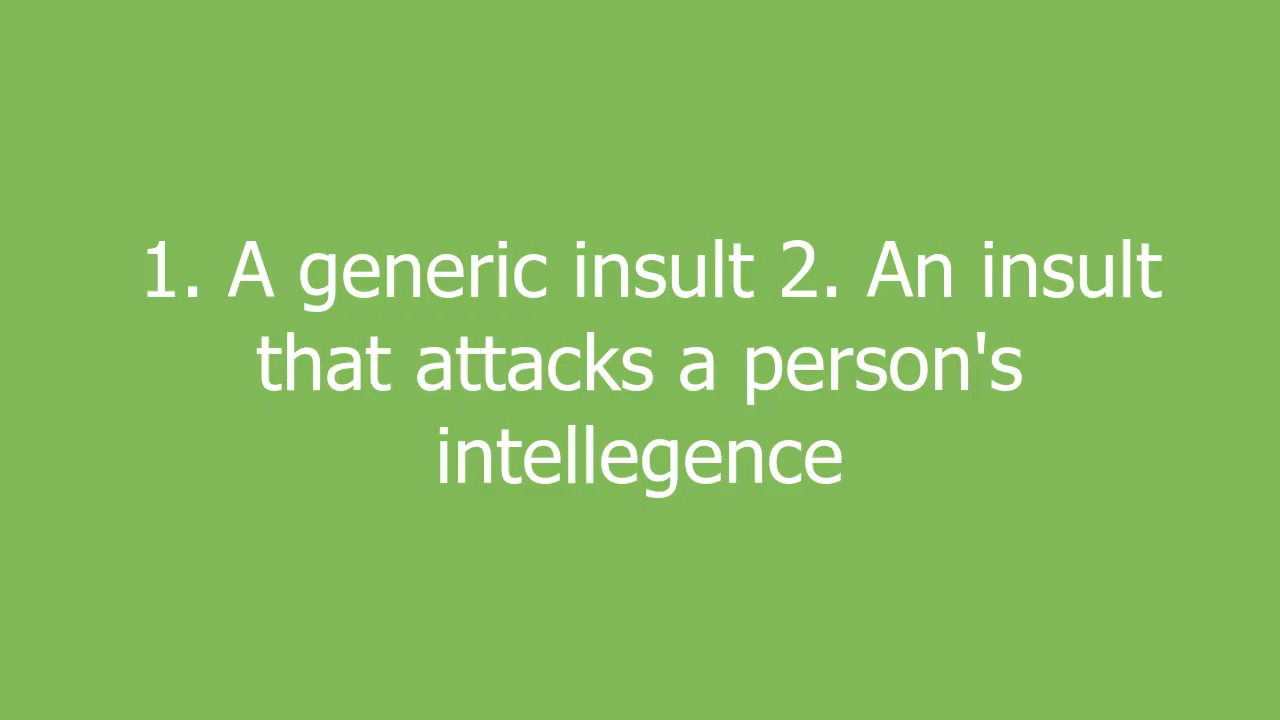 1. A generic insult 2. An insult
that attacks a person's
intellegence